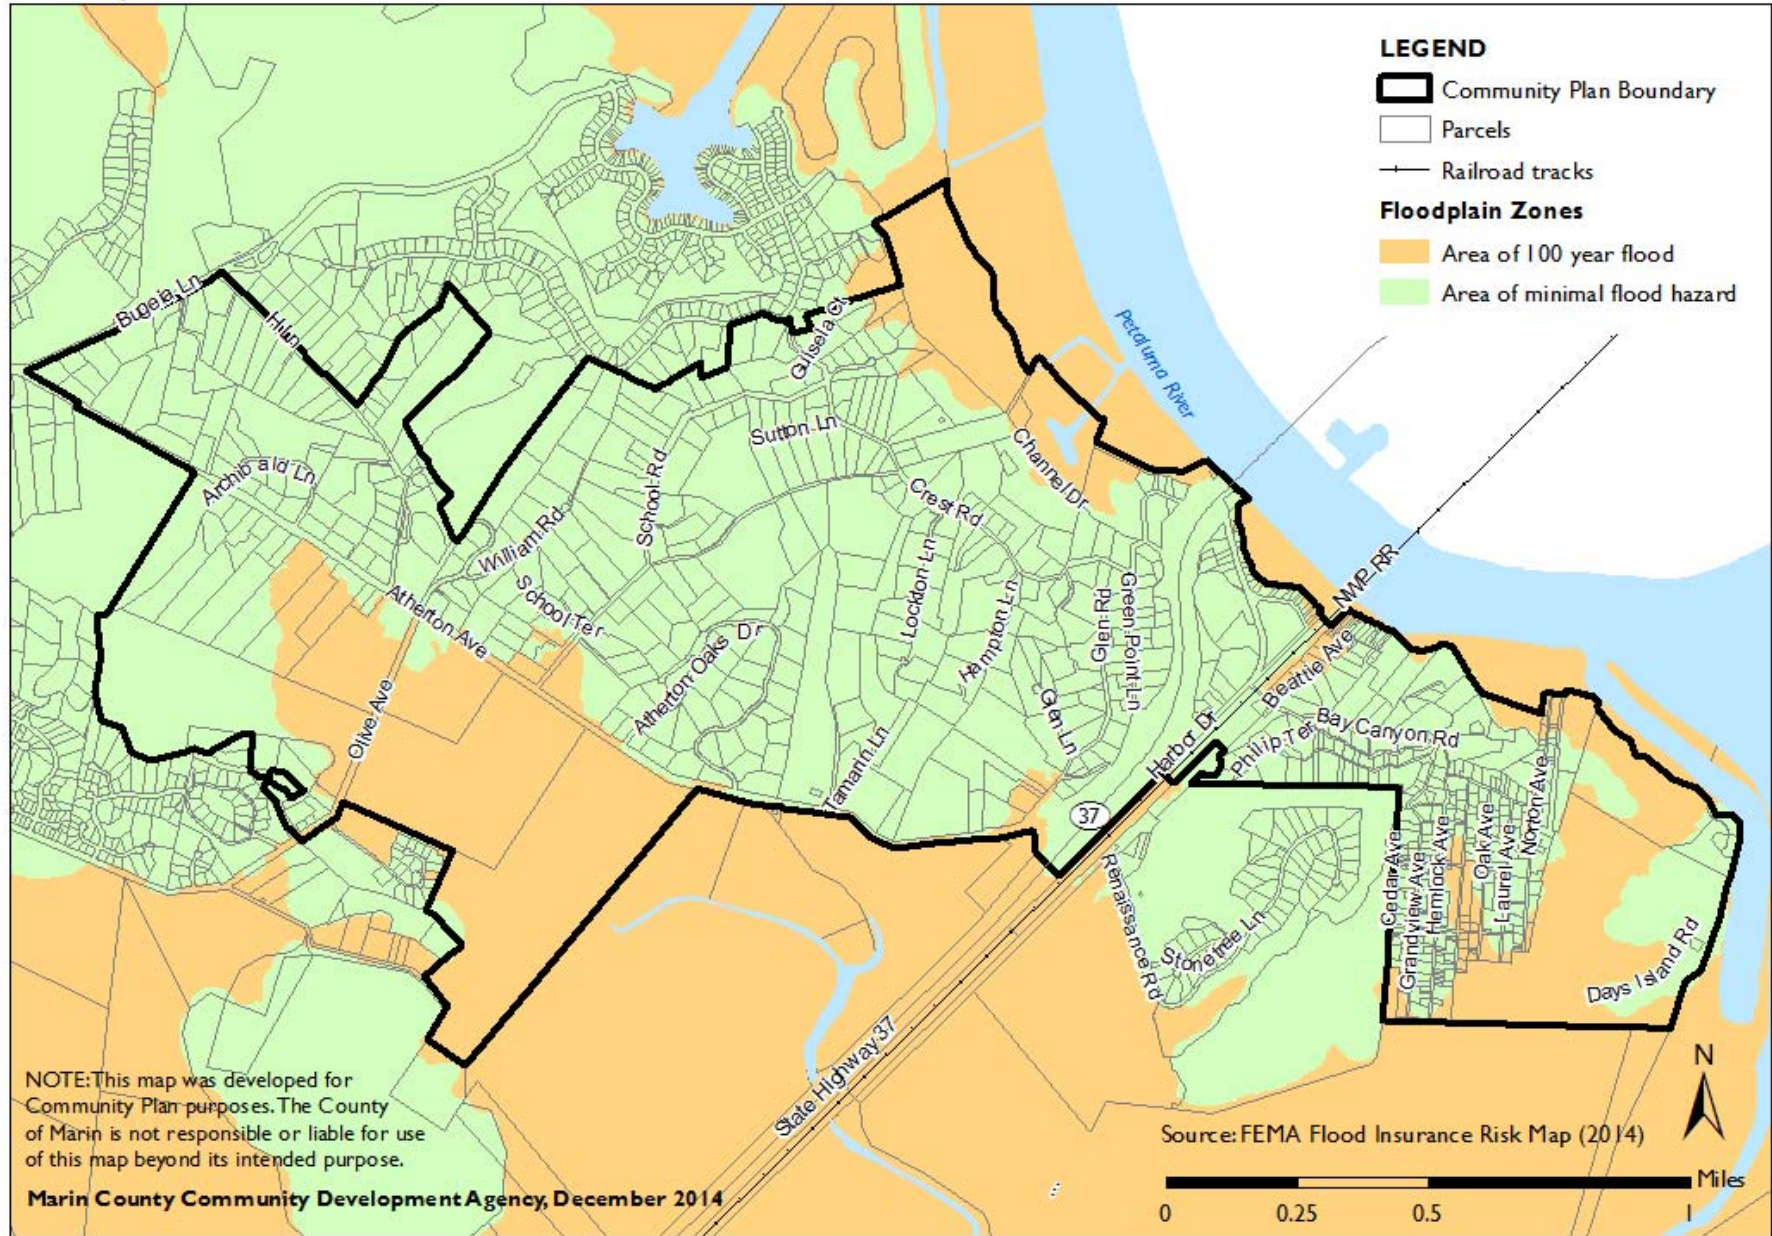 LEGEND
Community Plan Boundary
Parcels
Railroad tracks
Floodplain Zones
Area of 100 year flood
Area of minimal flood hazard
Bugeia Ln
Gilsela Ct
Petaluma River
Sutton Ln
Channel Dr
Archibald Ln
School Rd
Crest Rd
William Rd
Lockton Ln
NWP RR
School Ter
Atherton Ave
Hampton Ln
Glen Rd
Green Point Ln
Beattie Ave
Atherton Oaks Dr
Olive Ave
Glen Ln
Harbor Dr
Bay Canyon Rd
Philip Ter
Tamarin Ln
37
Cedar Ave
Grandview Ave
Hemlock Ave
Oak Ave
Laurel Ave
Norton Ave
Renaissance Rd
Stonetree Ln
Days Island Rd
State Highway 37
N
NOTE: This map was developed for
Community Plan purposes. The County
of Marin is not responsible or liable for use
of this map beyond its intended purpose.
Marin County Community Development Agency, December 2014
Source: FEMA Flood Insurance Risk Map (2014)
Miles
0 0.25 0.5 1